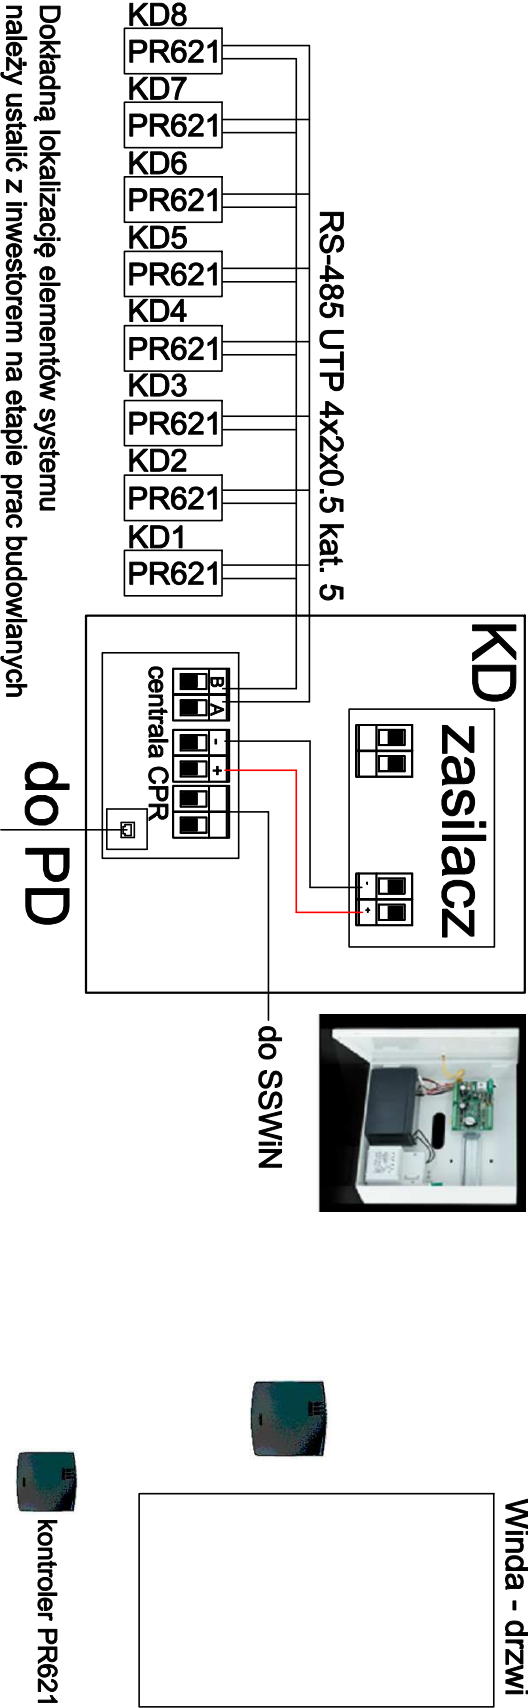 KD8
PR621
KD7
PR621
KD6
PR621
KD5
PR621
KD4
PR621
KD3
PR621
KD2
PR621
KD1
PR621
RS-485 UTP 4x2x0.5 kat. 5
Dokładną lokalizację elementów systemu
należy ustalić z inwestorem na etapie prac budowlanych
KD
zasilacz
- +
B A - +
centrala CPR
do PD
do SSWiN
Winda - drzwi
kontroler PR621